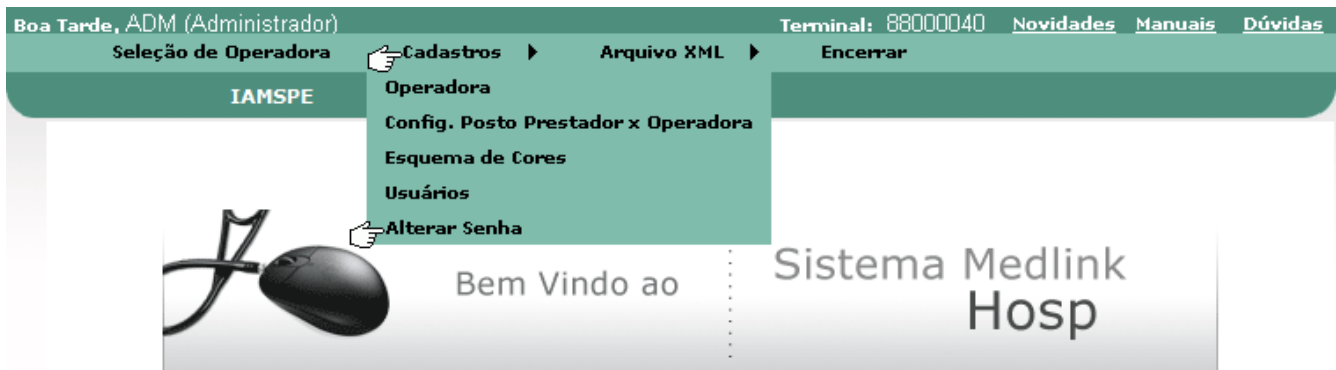 Boa Tarde, ADM (Administrador) Terminal: 88000040 Novidades Manuais Dúvidas
Seleção de Operadora Cadastros Arquivo XML Encerrar
IAMSPE
Operadora
Config. Posto Prestador x Operadora
Esquema de Cores
Usuários
Alterar Senha
Bem Vindo ao
Sistema Medlink
Hosp